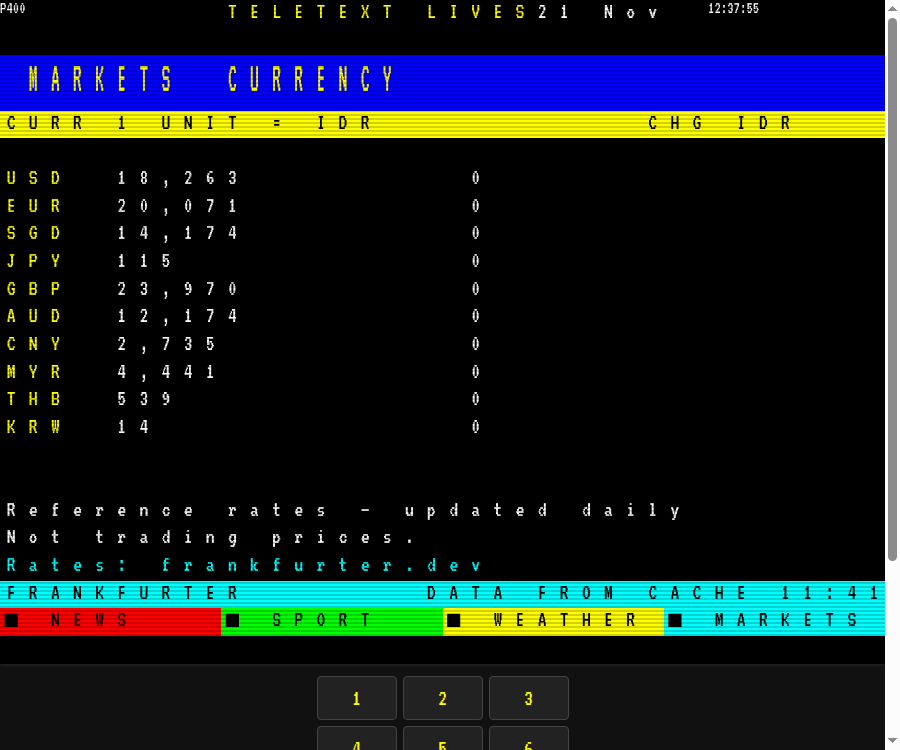 P400 TELETEXT LIVES 21 Nov 12:37:55
MARKETS CURRENCY
CURR 1 UNIT = IDR CHG IDR
USD 18,263 0
EUR 20,071 0
SGD 14,174 0
JPY 115 0
GBP 23,970 0
AUD 12,174 0
CNY 2,735 0
MYR 4,441 0
THB 539 0
KRW 14 0
Reference rates - updated daily
Not trading prices.
Rates: frankfurter.dev
FRANKFURTER DATA FROM CACHE 11:41
■ NEWS ■ SPORT ■ WEATHER ■ MARKETS
1 2 3
4 5 6